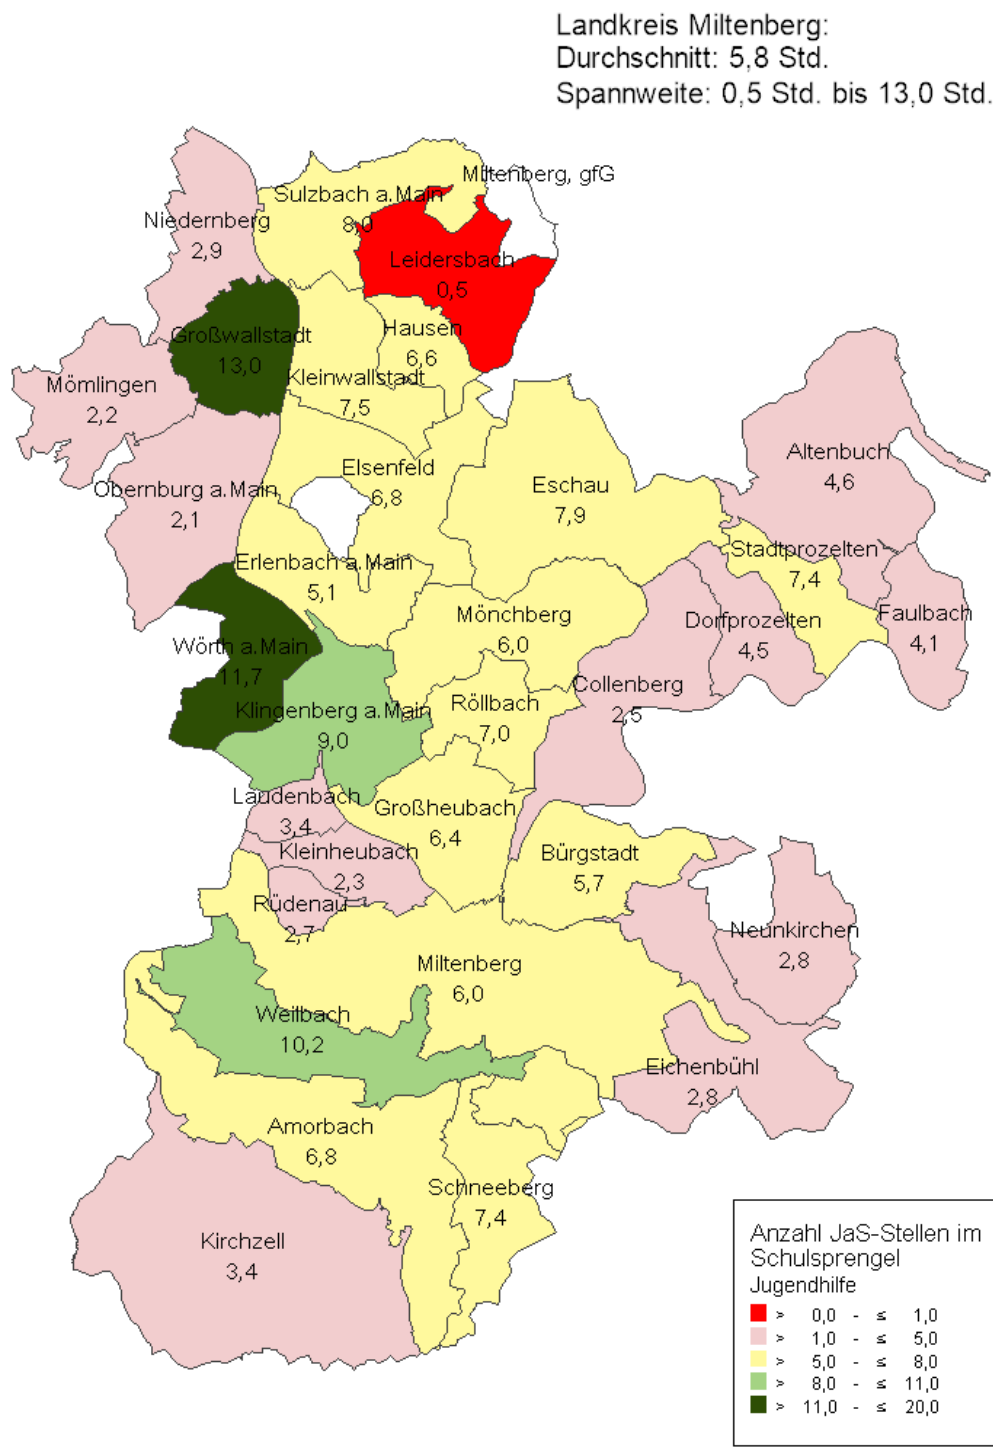 Landkreis Miltenberg:
Durchschnitt: 5,8 Std.
Spannweite: 0,5 Std. bis 13,0 Std.
Miltenberg, gfG
Sulzbach a.Main
8,0
Niedernberg
2,9
Leidersbach
0,5
Großwallstadt
13,0
Hausen
6,6
Mömlingen
2,2
Kleinwallstadt
7,5
Altenbuch
4,6
Elsenfeld
6,8
Obernburg a.Main
2,1
Eschau
7,9
Stadtprozelten
7,4
Erlenbach a.Main
5,1
Mönchberg
6,0
Dorfprozelten
4,5
Faulbach
4,1
Wörth a.Main
11,7
Collenberg
2,5
Röllbach
7,0
Klingenberg a.Main
9,0
Laudenbach
3,4
Großheubach
6,4
Kleinheubach
2,3
Bürgstadt
5,7
Rüdenau
2,7
Neunkirchen
2,8
Miltenberg
6,0
Weilbach
10,2
Eichenbühl
2,8
Amorbach
6,8
Schneeberg
7,4
Kirchzell
3,4
Anzahl JaS-Stellen im
Schulsprengel
Jugendhilfe
> 0,0 - ≤ 1,0
> 1,0 - ≤ 5,0
> 5,0 - ≤ 8,0
> 8,0 - ≤ 11,0
> 11,0 - ≤ 20,0